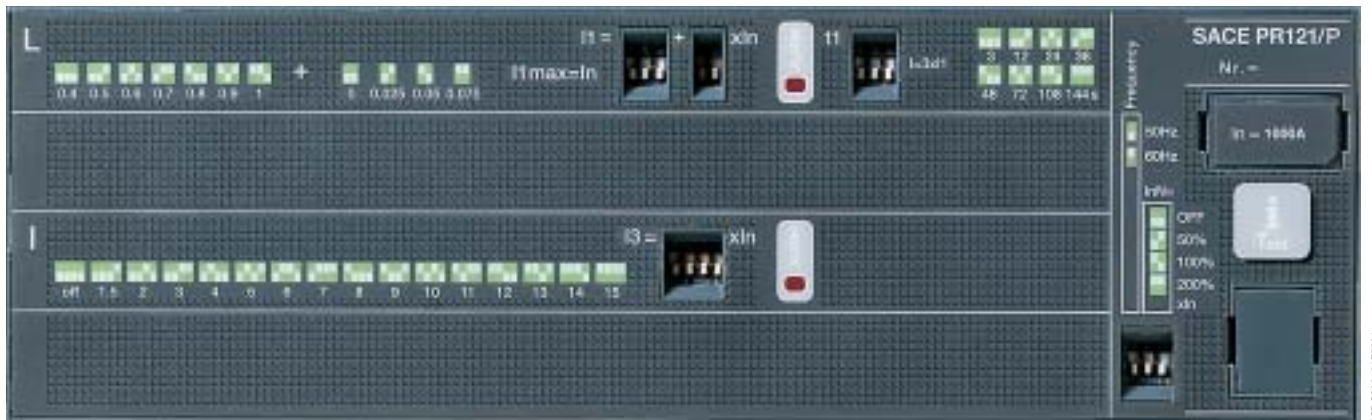 L
I1 = + xIn
t1
I1max=In
I=3xI1
0.4 0.5 0.6 0.7 0.8 0.9 1 + 0 0.025 0.05 0.075
3 12 24 36
48 72 108 144s
I
I3 = xIn
off 1.5 2 3 4 5 6 7 8 9 10 11 12 13 14 15
Frequency
50Hz
60Hz
InN=
OFF
50%
100%
200%
xIn
SACE PR121/P
Nr. =
In = 1000A
Test